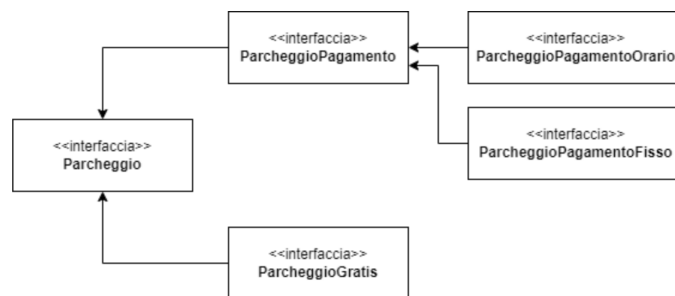 <<interfaccia>>
ParcheggioPagamento
<<interfaccia>>
ParcheggioPagamentoOrario
<<interfaccia>>
ParcheggioPagamentoFisso
<<interfaccia>>
Parcheggio
<<interfaccia>>
ParcheggioGratis